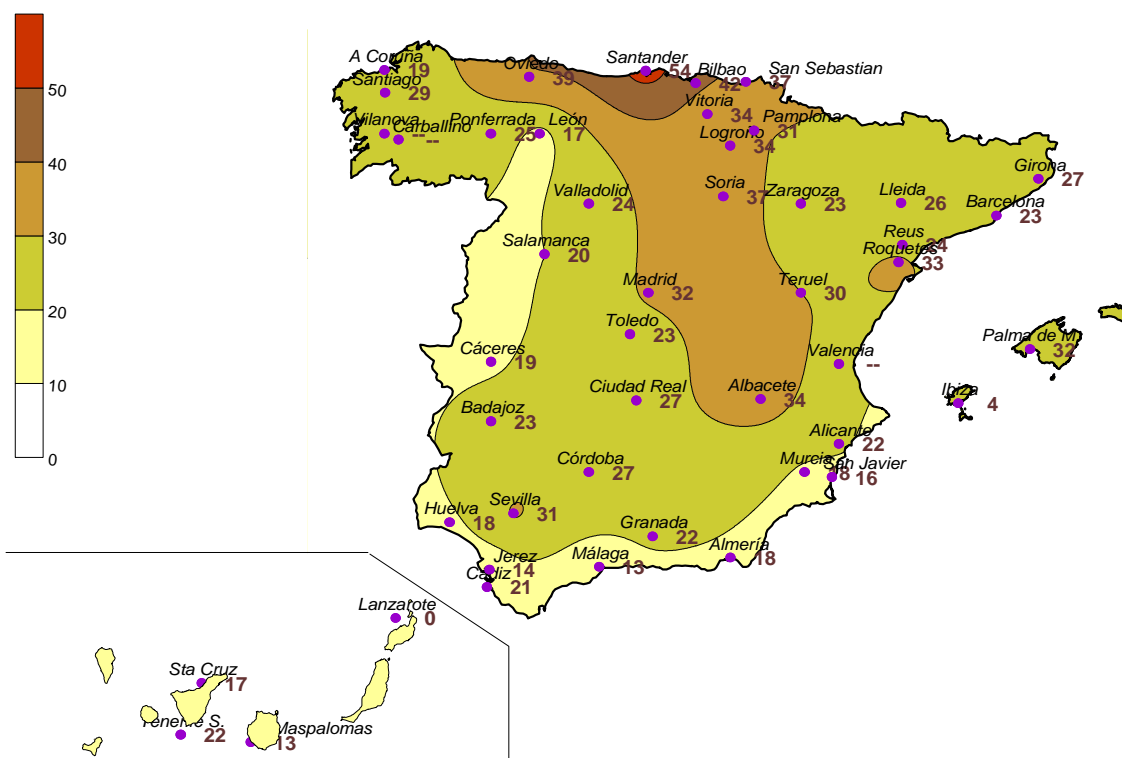 50
40
30
20
10
0
A Coruña
19
Santiago
29
Vilanova
--
Carballino
--
Oviedo
39
Santander
54
Bilbao
42
San Sebastian
37
Vitoria
34
Pamplona
31
Logroño
34
Ponferrada
25
León
17
Valladolid
24
Soria
37
Zaragoza
23
Lleida
26
Girona
27
Barcelona
23
Reus
24
Roquetes
33
Salamanca
20
Madrid
32
Teruel
30
Toledo
23
Cáceres
19
Valencia
--
Palma de M.
32
Ibiza
4
Ciudad Real
27
Albacete
34
Badajoz
23
Alicante
22
Córdoba
27
Murcia
San Javier
16
Sevilla
31
Huelva
18
Granada
22
Almería
18
Málaga
13
Jerez
14
Cádiz
21
Lanzarote
0
Sta Cruz
17
Tenerife S.
22
Maspalomas
13